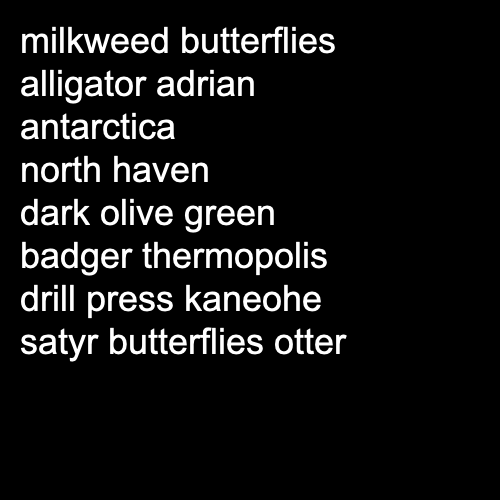 milkweed butterflies
alligator adrian
antarctica
north haven
dark olive green
badger thermopolis
drill press kaneohe
satyr butterflies otter